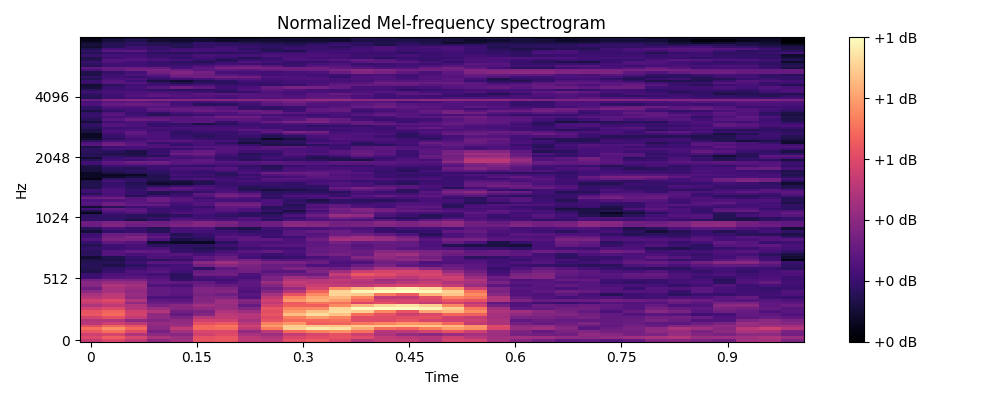 Normalized Mel-frequency spectrogram
Hz
4096
2048
1024
512
0
0 0.15 0.3 0.45 0.6 0.75 0.9
Time
+1 dB
+1 dB
+1 dB
+0 dB
+0 dB
+0 dB